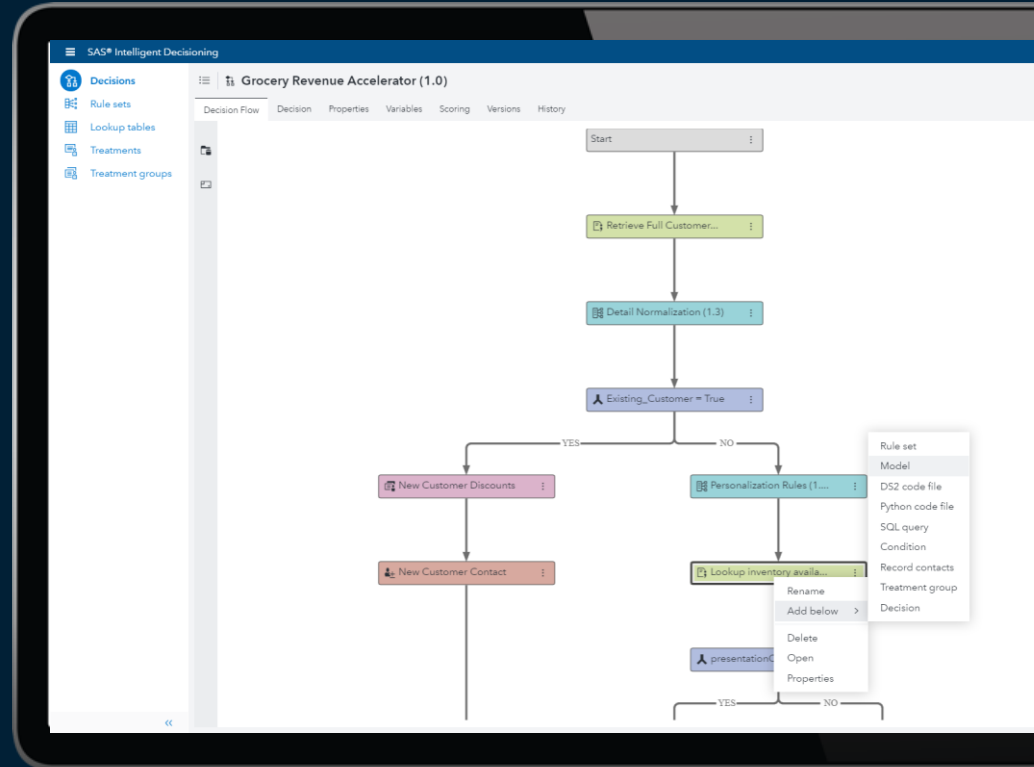 SAS® Intelligent Decisioning
Decisions
Rule sets
Lookup tables
Treatments
Treatment groups
Grocery Revenue Accelerator (1.0)
Decision Flow Decision Properties Variables Scoring Versions History
Start
Retrieve Full Customer...
Detail Normalization (1.3)
Existing_Customer = True
YES NO
New Customer Discounts
Personalization Rules (1....
New Customer Contact
Lookup inventory availa...
Rename
Add below >
Delete
Open
Properties
Rule set
Model
DS2 code file
Python code file
SQL query
Condition
Record contacts
Treatment group
Decision
YES NO